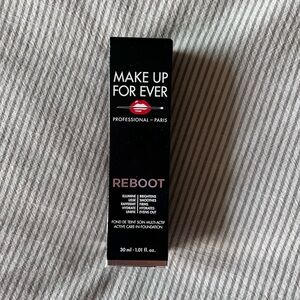 MAKE UP
FOR EVER
PROFESSIONAL - PARIS
REBOOT
ILLUMINE | BRIGHTENS
LISSE | SMOOTHES
RAFFERMIT | FIRMS
HYDRATE | HYDRATES
UNIFIE | EVENS OUT
FOND DE TEINT SOIN MULTI-ACTIF
ACTIVE CARE-IN-FOUNDATION
30 ml - 1.01 fl. oz.